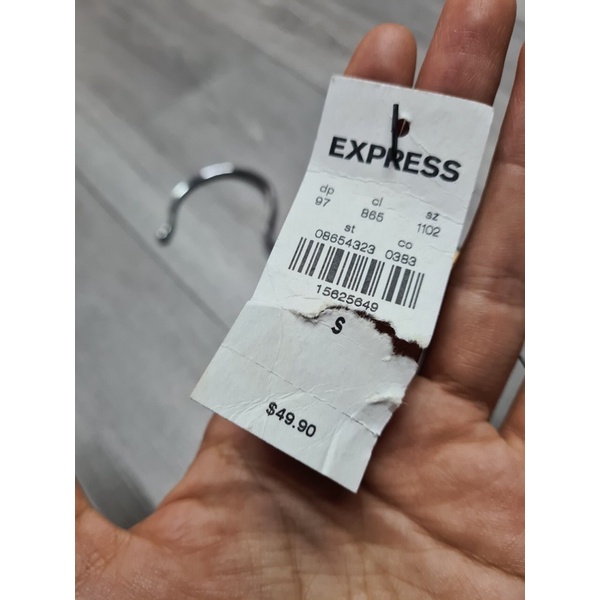 EXPRESS
dp cl sz
97 865 1102
st co
08654323 0383
15625649
S
$49.90